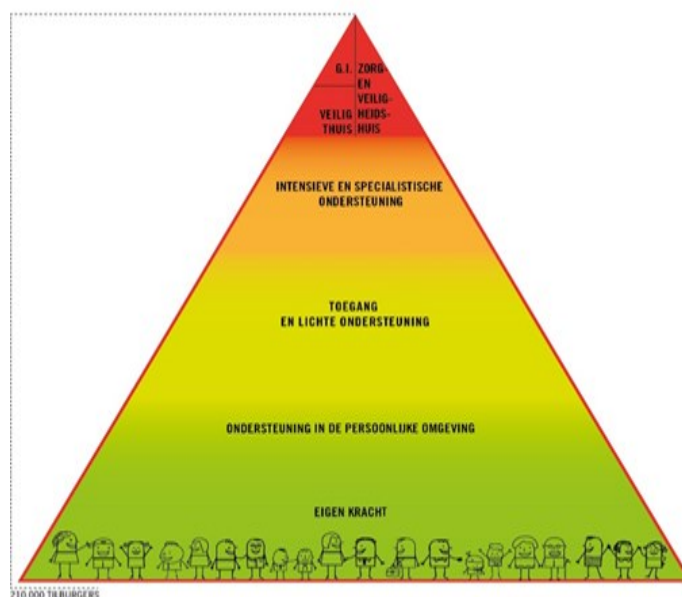 G.I.
ZORG-
EN
VEILIG-
HEIDS-
HUIS
VEILIG
THUIS
INTENSIEVE EN SPECIALISTISCHE
ONDERSTEUNING
TOEGANG
EN LICHTE ONDERSTEUNING
ONDERSTEUNING IN DE PERSOONLIJKE OMGEVING
EIGEN KRACHT
210.000 TILBURGERS